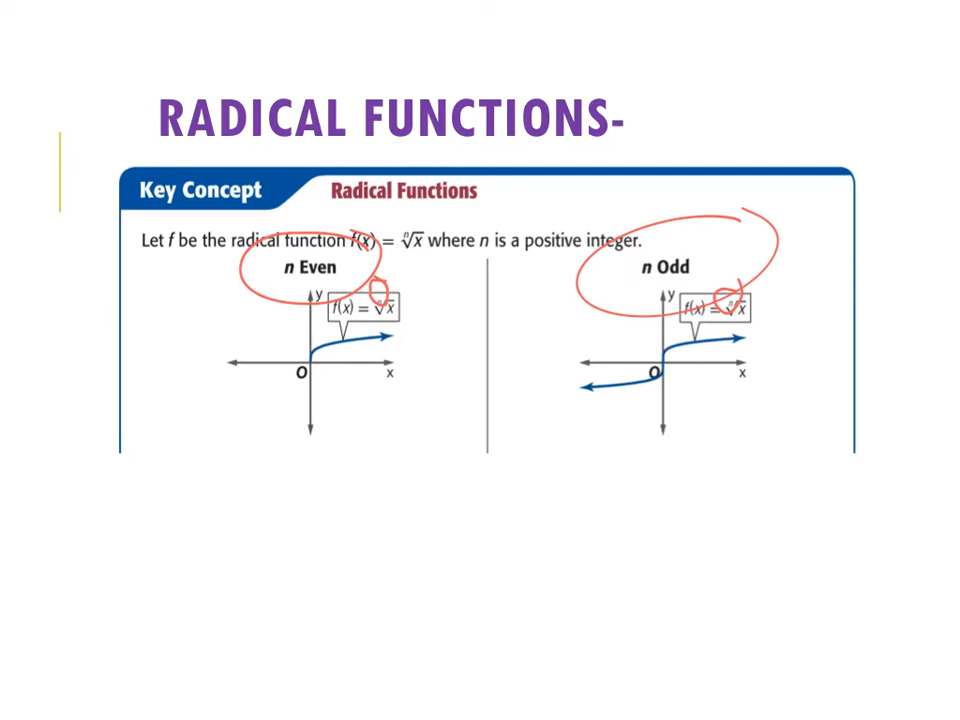 RADICAL FUNCTIONS-
Key Concept
Radical Functions
Let f be the radical function f(x) = ⁿ√x where n is a positive integer.
n Even
n Odd
y
f(x) = ⁿ√x
O
x
y
f(x) = ⁿ√x
O
x